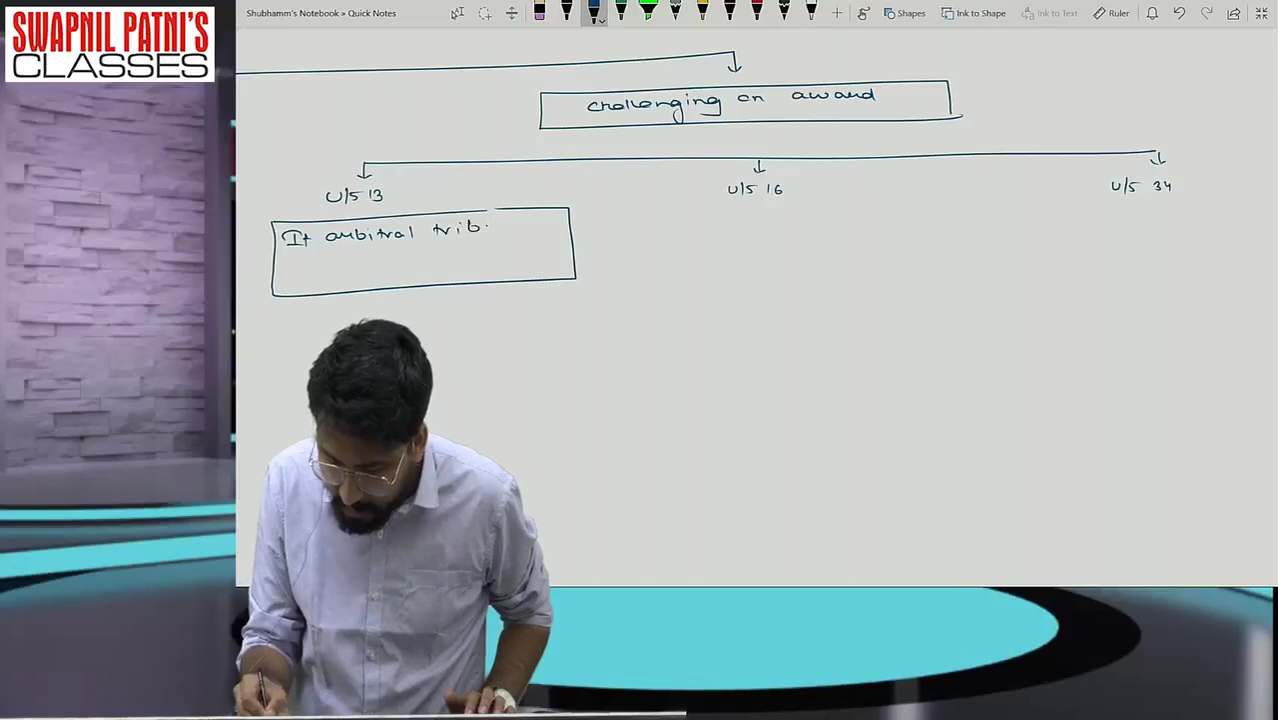 SWAPNIL PATNI'S
CLASSES
Shubhamm's Notebook » Quick Notes
Shapes
Ink to Shape
Ink to Text
Ruler
challenging an award
U/S 13
U/S 16
U/S 34
If arbitral trib.